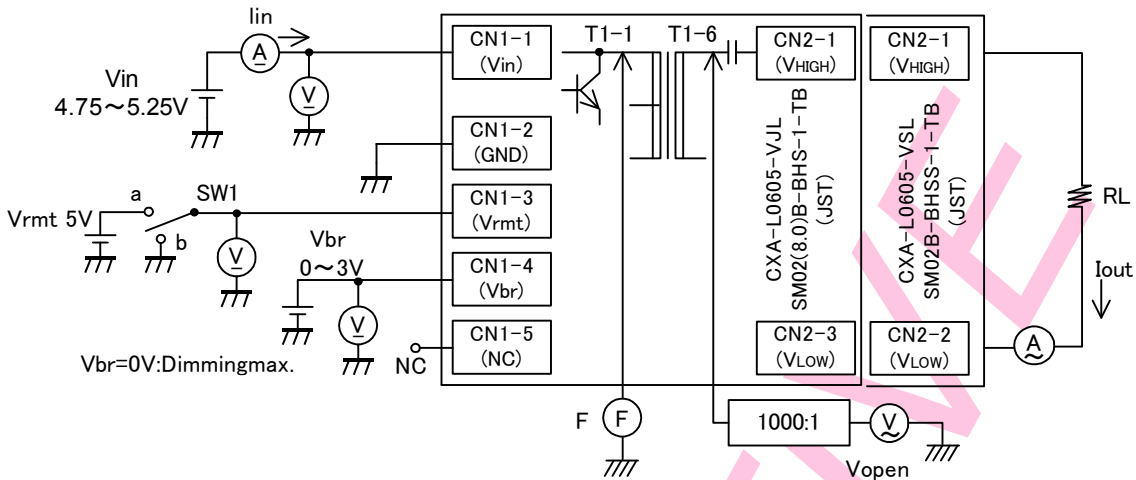 Iin
A
V
Vin
4.75～5.25V
CN1-1
(Vin)
CN1-2
(GND)
CN1-3
(Vrmt)
CN1-4
(Vbr)
CN1-5
(NC)
Vrmt 5V
a
b
SW1
V
Vbr
0～3V
V
Vbr=0V:Dimmingmax.
NC
T1-1
T1-6
F
F
CN2-1
(VHIGH)
CXA-L0605-VJL
SM02(8.0)B-BHS-1-TB
(JST)
CN2-3
(VLOW)
CN2-1
(VHIGH)
CXA-L0605-VSL
SM02B-BHSS-1-TB
(JST)
CN2-2
(VLOW)
RL
Iout
A
1000:1
V
Vopen